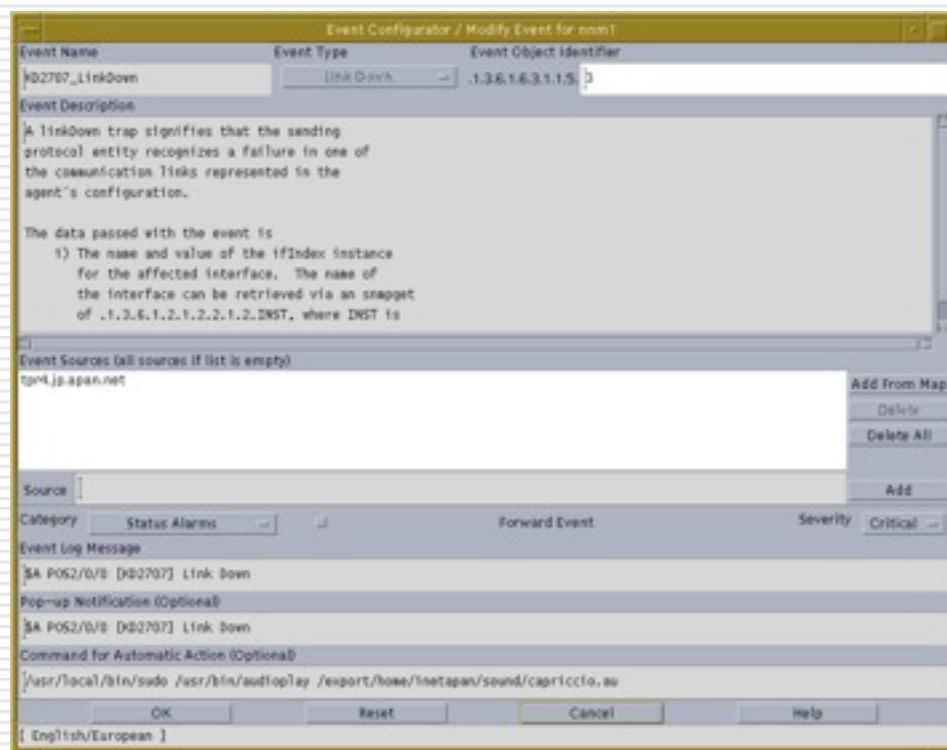 Event Configurator / Modify Event for nnm1
Event Name Event Type Event Object Identifier
KD2707_LinkDown Link Down .1.3.6.1.6.3.1.1.5. 3
Event Description
A linkDown trap signifies that the sending
protocol entity recognizes a failure in one of
the communication links represented in the
agent's configuration.
The data passed with the event is
1) The name and value of the ifIndex instance
for the affected interface. The name of
the interface can be retrieved via an snmpget
of .1.3.6.1.2.1.2.2.1.2.INST, where INST is
Event Sources (all sources if list is empty)
tpr4.jp.apan.net
Add From Map
Delete
Delete All
Source Add
Category Status Alarms Forward Event Severity Critical
Event Log Message
$A POS2/0/0 [KD2707] Link Down
Pop-up Notification (Optional)
$A POS2/0/0 [KD2707] Link Down
Command for Automatic Action (Optional)
/usr/local/bin/sudo /usr/bin/audioplay /export/home/inetapan/sound/capriccio.au
OK Reset Cancel Help
[ English/European ]